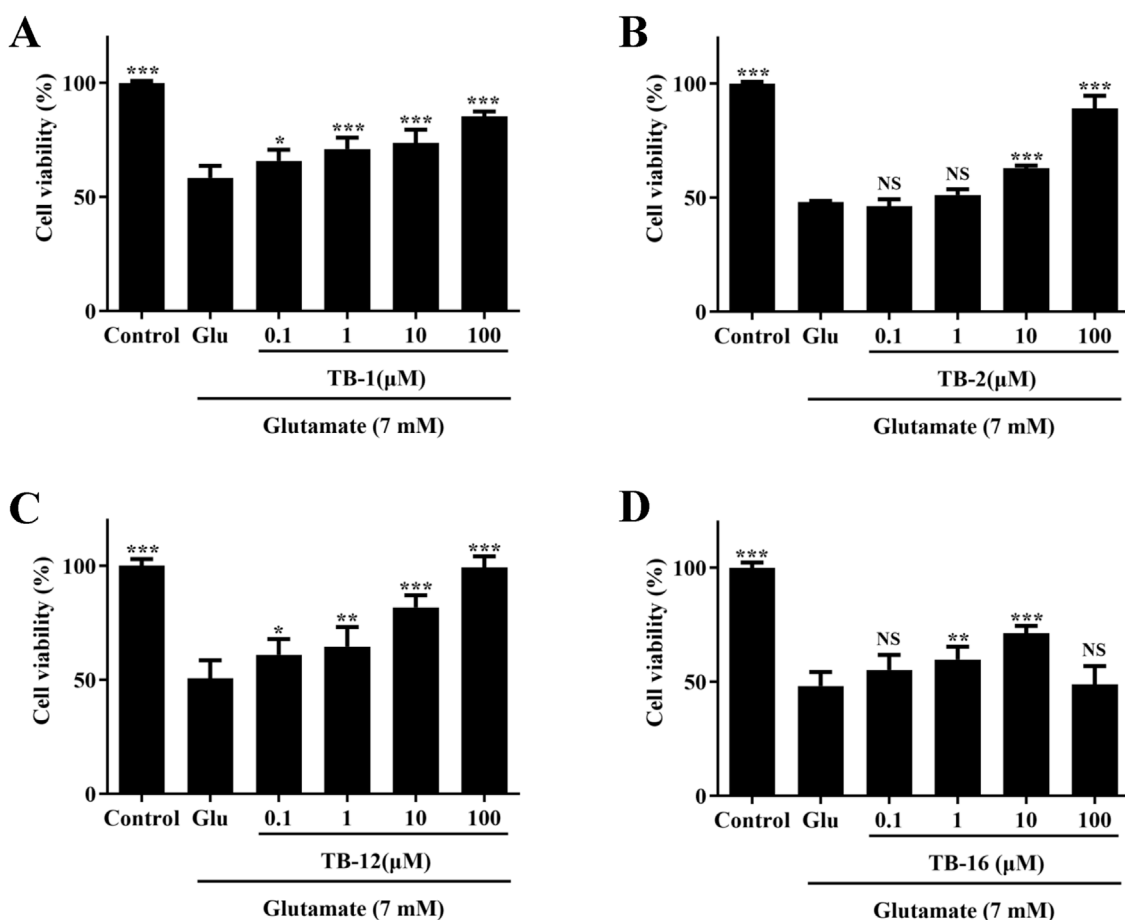 A
Cell viability (%)
100
50
0
***
*
***
***
***
Control Glu 0.1 1 10 100
TB-1(μM)
Glutamate (7 mM)
B
Cell viability (%)
100
50
0
***
NS
NS
***
***
Control Glu 0.1 1 10 100
TB-2(μM)
Glutamate (7 mM)
C
Cell viability (%)
100
50
0
***
*
**
***
***
Control Glu 0.1 1 10 100
TB-12(μM)
Glutamate (7 mM)
D
Cell viability (%)
100
50
0
***
NS
**
***
NS
Control Glu 0.1 1 10 100
TB-16 (μM)
Glutamate (7 mM)